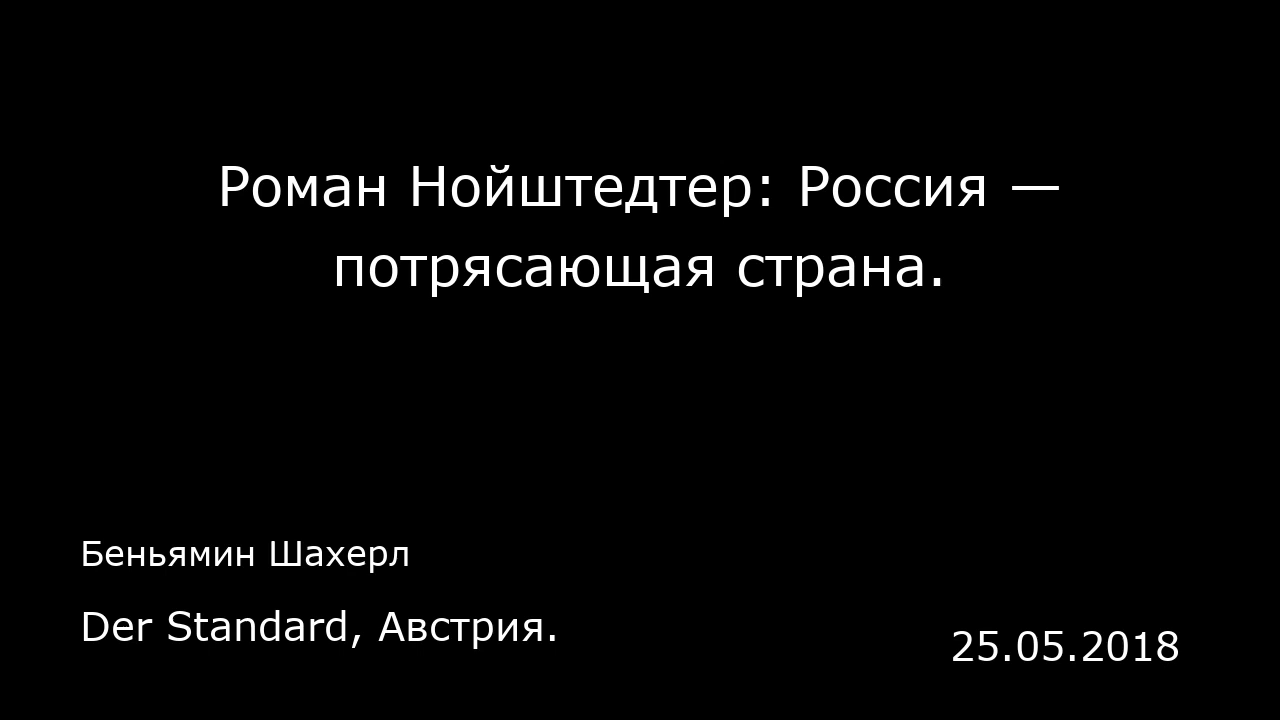 Роман Нойштедтер: Россия —
потрясающая страна.
Беньямин Шахерл
Der Standard, Австрия.
25.05.2018